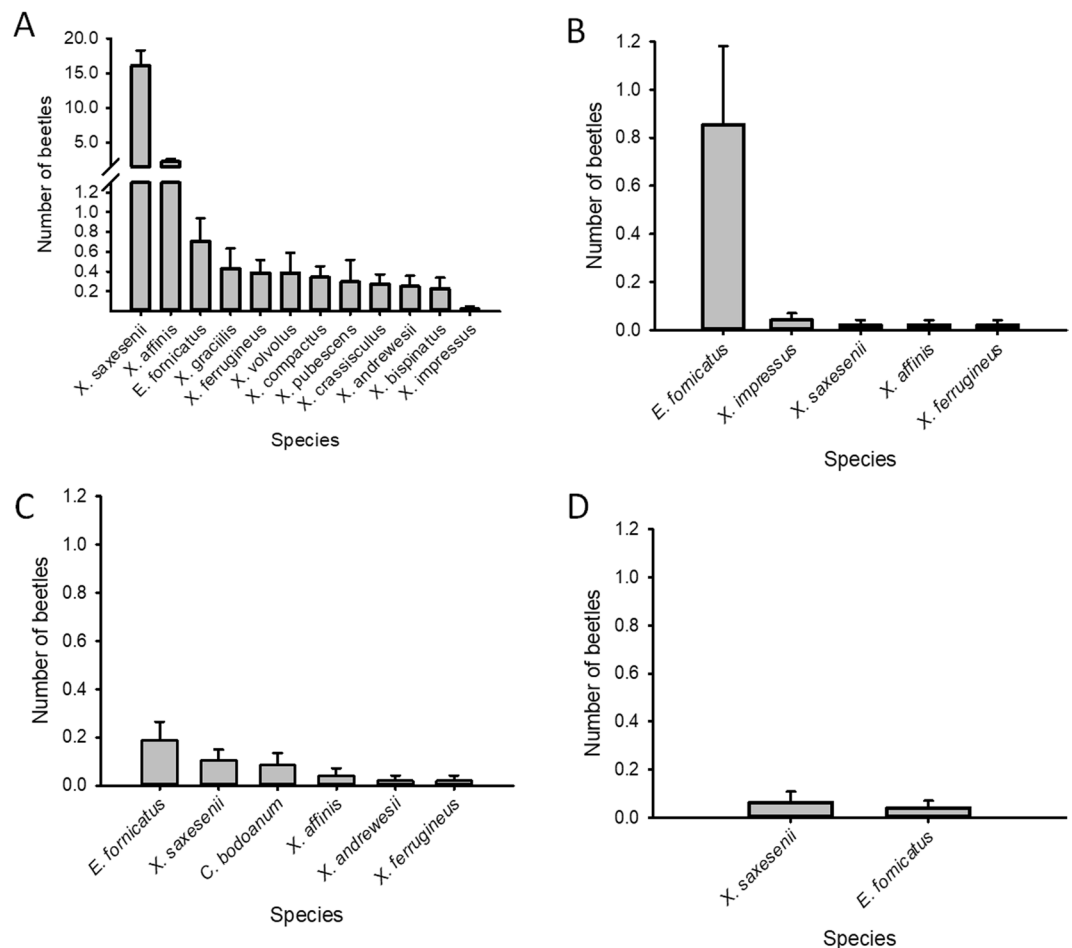 A
Number of beetles
20.0
15.0
10.0
5.0
1.2
1.0
0.8
0.6
0.4
0.2
X. saxesenii
X. affinis
E. fornicatus
X. gracillis
X. ferrugineus
X. volvolus
X. compactus
X. pubescens
X. crassisculus
X. andrewesii
X. bispinatus
X. impressus
Species
B
Number of beetles
1.2
1.0
0.8
0.6
0.4
0.2
0.0
E. fornicatus
X. impressus
X. saxesenii
X. affinis
X. ferrugineus
Species
C
Number of beetles
1.2
1.0
0.8
0.6
0.4
0.2
0.0
E. fornicatus
X. saxesenii
C. bodoanum
X. affinis
X. andrewesii
X. ferrugineus
Species
D
Number of beetles
1.2
1.0
0.8
0.6
0.4
0.2
0.0
X. saxesenii
E. fornicatus
Species